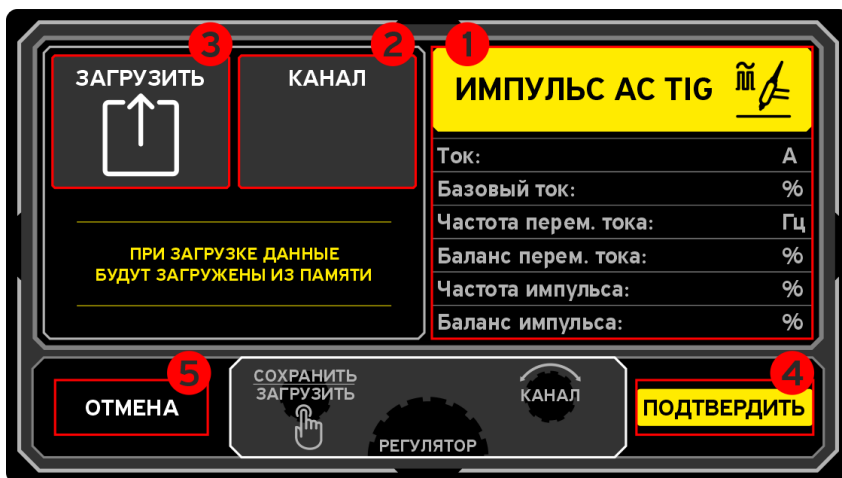 3
2
1
ЗАГРУЗИТЬ
КАНАЛ
ИМПУЛЬС AC TIG
Ток: А
Базовый ток: %
Частота перем. тока: Гц
Баланс перем. тока: %
Частота импульса: %
Баланс импульса: %
ПРИ ЗАГРУЗКЕ ДАННЫЕ
БУДУТ ЗАГРУЖЕНЫ ИЗ ПАМЯТИ
5
4
ОТМЕНА
СОХРАНИТЬ
ЗАГРУЗИТЬ
РЕГУЛЯТОР
КАНАЛ
ПОДТВЕРДИТЬ